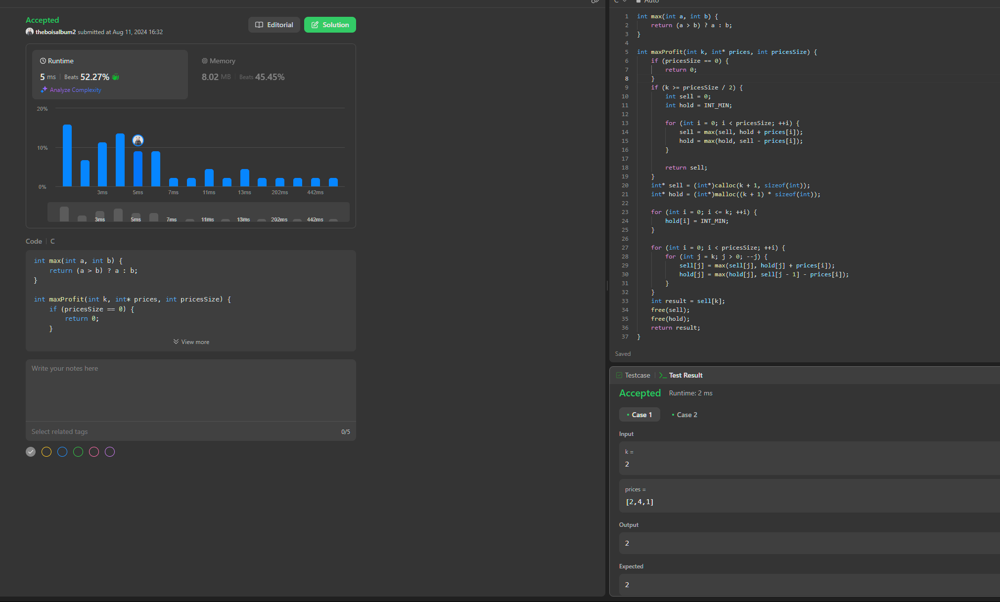 Accepted
theboisalbum2 submitted at Aug 11, 2024 16:32
Editorial
Solution
Runtime
5 ms | Beats 52.27%
Analyze Complexity
Memory
8.02 MB | Beats 45.45%
20%
10%
0%
3ms 5ms 7ms 11ms 13ms 202ms 442ms
3ms 5ms 7ms 11ms 13ms 202ms 442ms
Code | C
int max(int a, int b) {
    return (a > b) ? a : b;
}
int maxProfit(int k, int* prices, int pricesSize) {
    if (pricesSize == 0) {
        return 0;
    }
View more
Write your notes here
Select related tags 0/5
C Auto
1 int max(int a, int b) {
2     return (a > b) ? a : b;
3 }
4
5 int maxProfit(int k, int* prices, int pricesSize) {
6     if (pricesSize == 0) {
7         return 0;
8     }
9     if (k >= pricesSize / 2) {
10         int sell = 0;
11         int hold = INT_MIN;
12
13         for (int i = 0; i < pricesSize; ++i) {
14             sell = max(sell, hold + prices[i]);
15             hold = max(hold, sell - prices[i]);
16         }
17
18         return sell;
19     }
20     int* sell = (int*)calloc(k + 1, sizeof(int));
21     int* hold = (int*)malloc((k + 1) * sizeof(int));
22
23     for (int i = 0; i <= k; ++i) {
24         hold[i] = INT_MIN;
25     }
26
27     for (int i = 0; i < pricesSize; ++i) {
28         for (int j = k; j > 0; --j) {
29             sell[j] = max(sell[j], hold[j] + prices[i]);
30             hold[j] = max(hold[j], sell[j - 1] - prices[i]);
31         }
32     }
33     int result = sell[k];
34     free(sell);
35     free(hold);
36     return result;
37 }
Saved
Testcase | Test Result
Accepted Runtime: 2 ms
• Case 1 • Case 2
Input
k =
2
prices =
[2,4,1]
Output
2
Expected
2